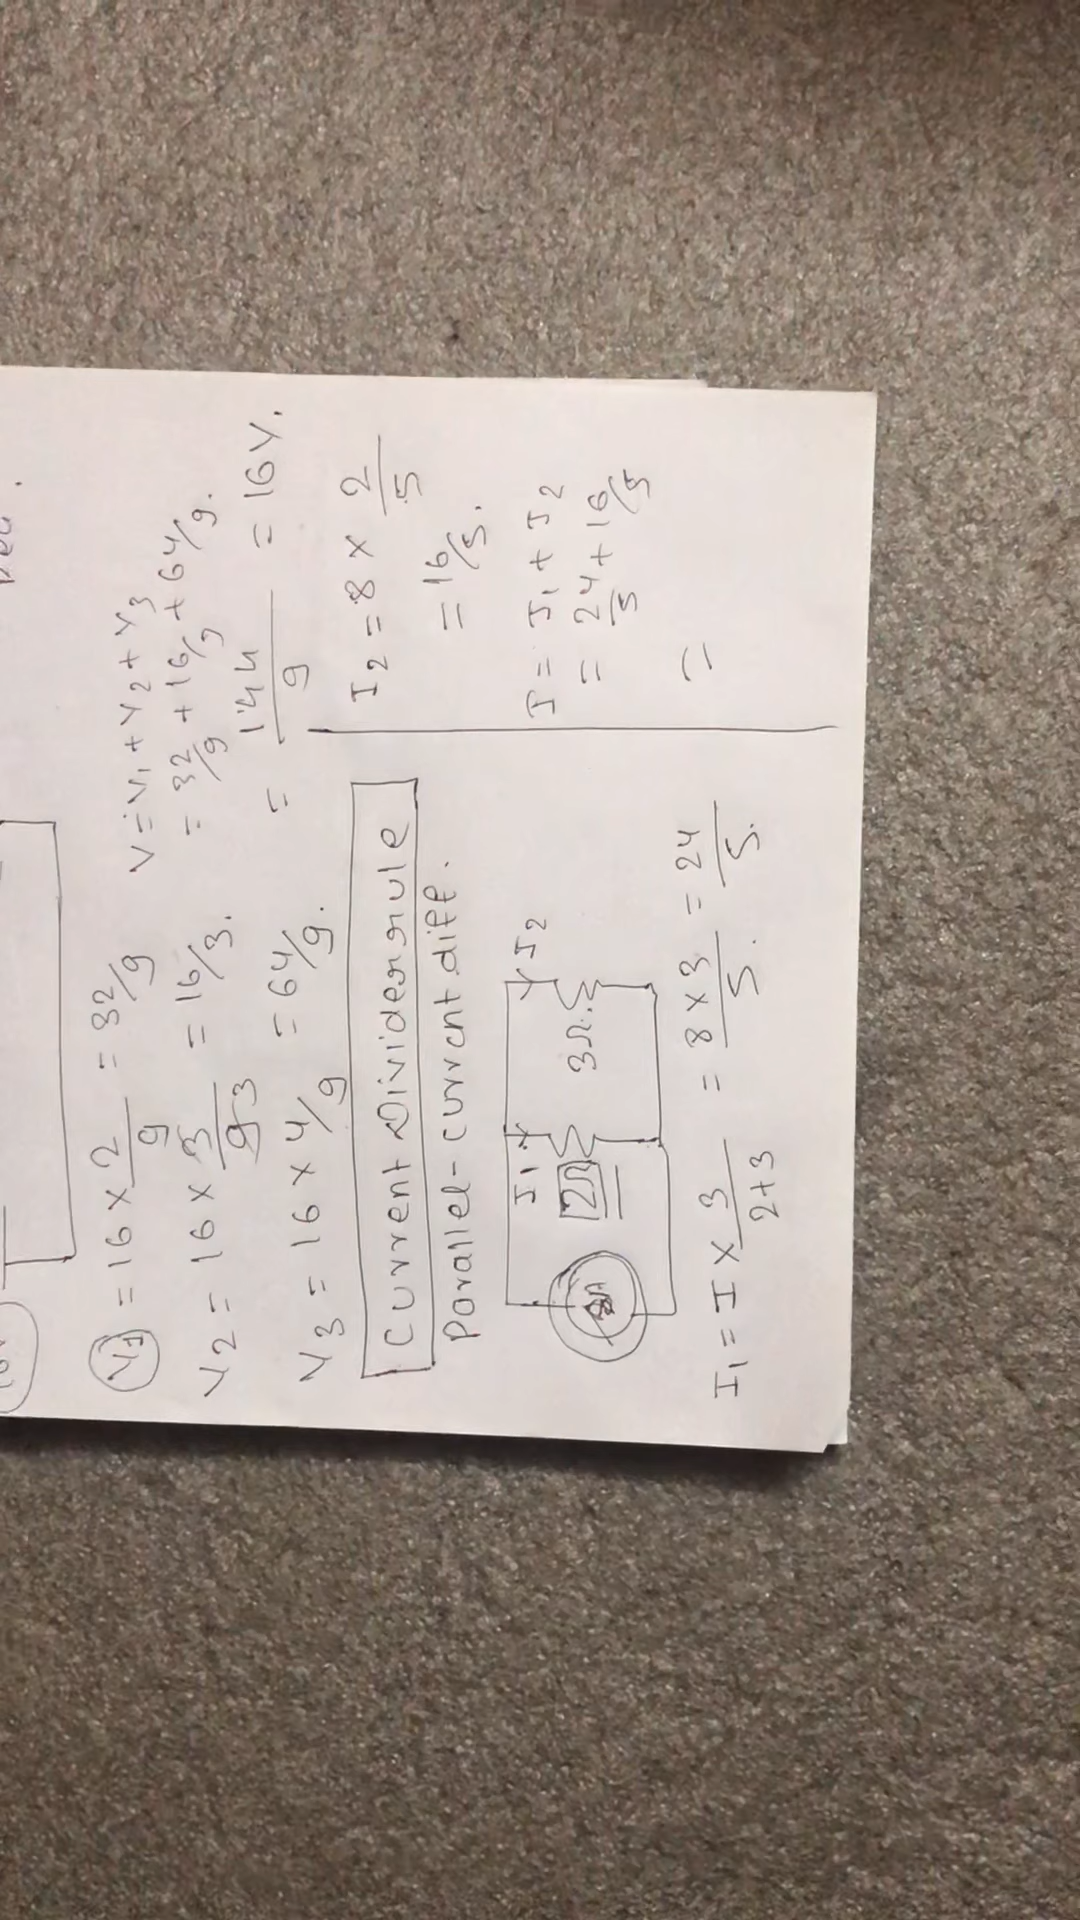 V1 = 16 × 2/9 = 32/9
V2 = 16 × 3/9 3 = 16/3.
V3 = 16 × 4/9 = 64/9.
V = V1 + V2 + V3
= 32/9 + 16/3 + 64/9.
= 144/9 = 16V.
Current Divider rule
Parallel - current diff.
I1
I2
2Ω
3Ω.
I1 = I × 3/2+3 = 8×3/5. = 24/5.
I2 = 8 × 2/5
= 16/5.
I = I1 + I2
= 24/5 + 16/5
=